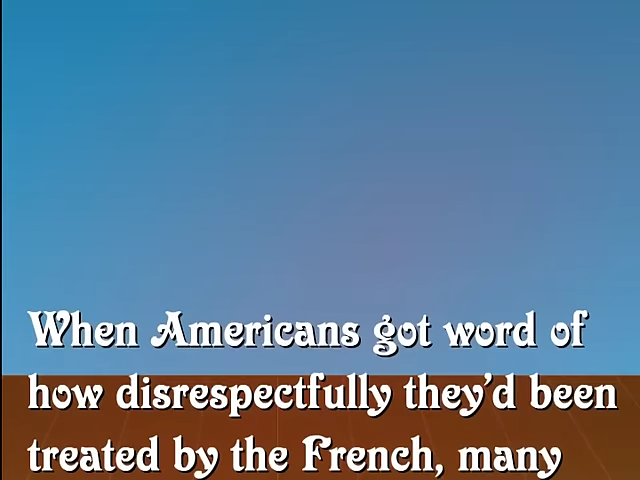 When Americans got word of
how disrespectfully they’d been
treated by the French, many